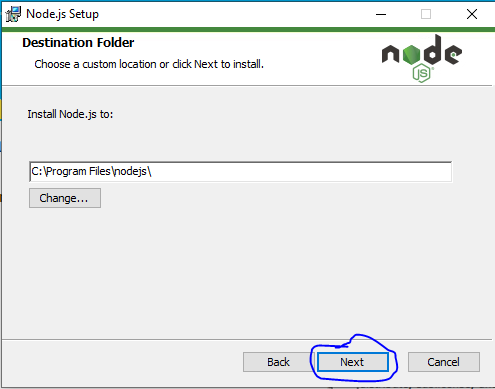 Node.js Setup
Destination Folder
Choose a custom location or click Next to install.
node
JS
Install Node.js to:
C:\Program Files\nodejs\
Change...
Back
Next
Cancel